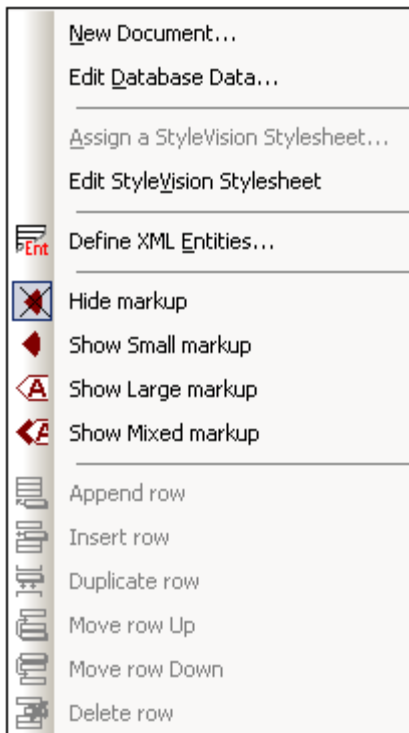 New Document...
Edit Database Data...
Assign a StyleVision Stylesheet...
Edit StyleVision Stylesheet
Ent
Define XML Entities...
Hide markup
Show Small markup
A
Show Large markup
A
Show Mixed markup
Append row
Insert row
Duplicate row
Move row Up
Move row Down
Delete row